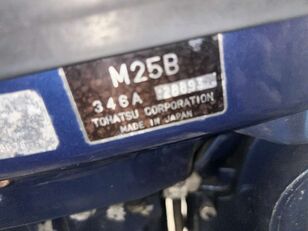 M25B
346A
TOHATSU CORPORATION
MADE IN JAPAN